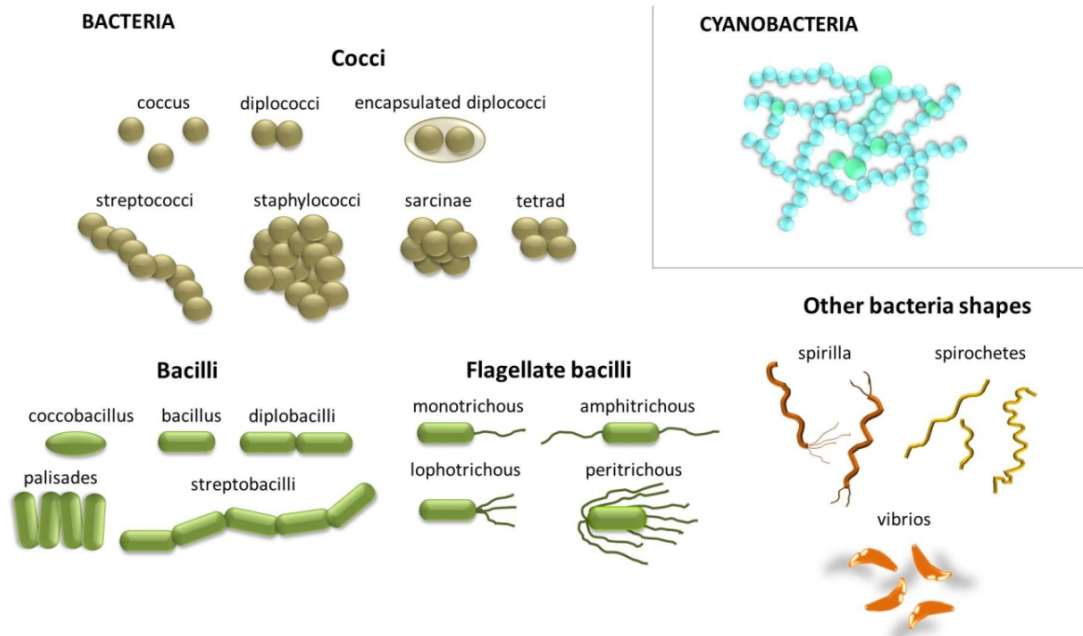 BACTERIA
Cocci
coccus
diplococci
encapsulated diplococci
streptococci
staphylococci
sarcinae
tetrad
CYANOBACTERIA
Bacilli
coccobacillus
bacillus
diplobacilli
palisades
streptobacilli
Flagellate bacilli
monotrichous
amphitrichous
lophotrichous
peritrichous
Other bacteria shapes
spirilla
spirochetes
vibrios